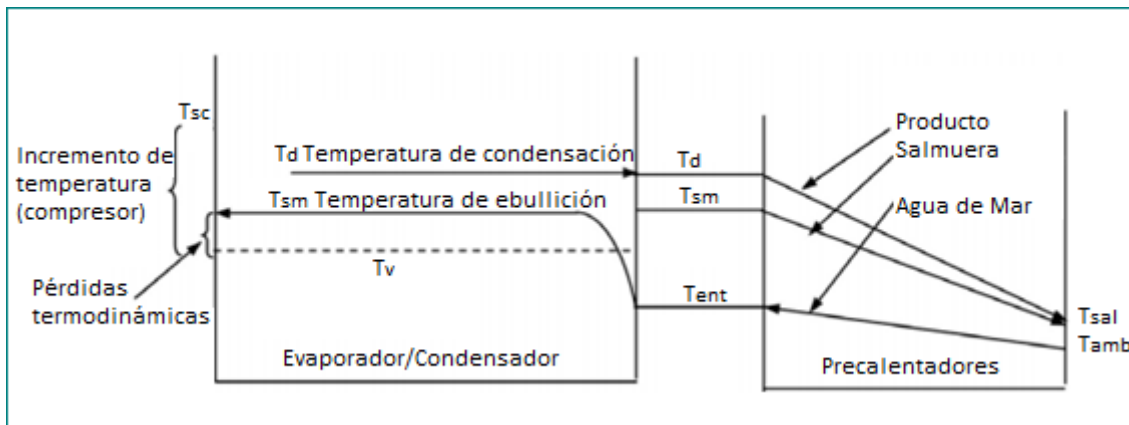 Tsc
Incremento de
temperatura
(compresor)
Pérdidas
termodinámicas
Td Temperatura de condensación
Tsm Temperatura de ebullición
Tv
Evaporador/Condensador
Td
Tsm
Tent
Producto
Salmuera
Agua de Mar
Tsal
Tamb
Precalentadores